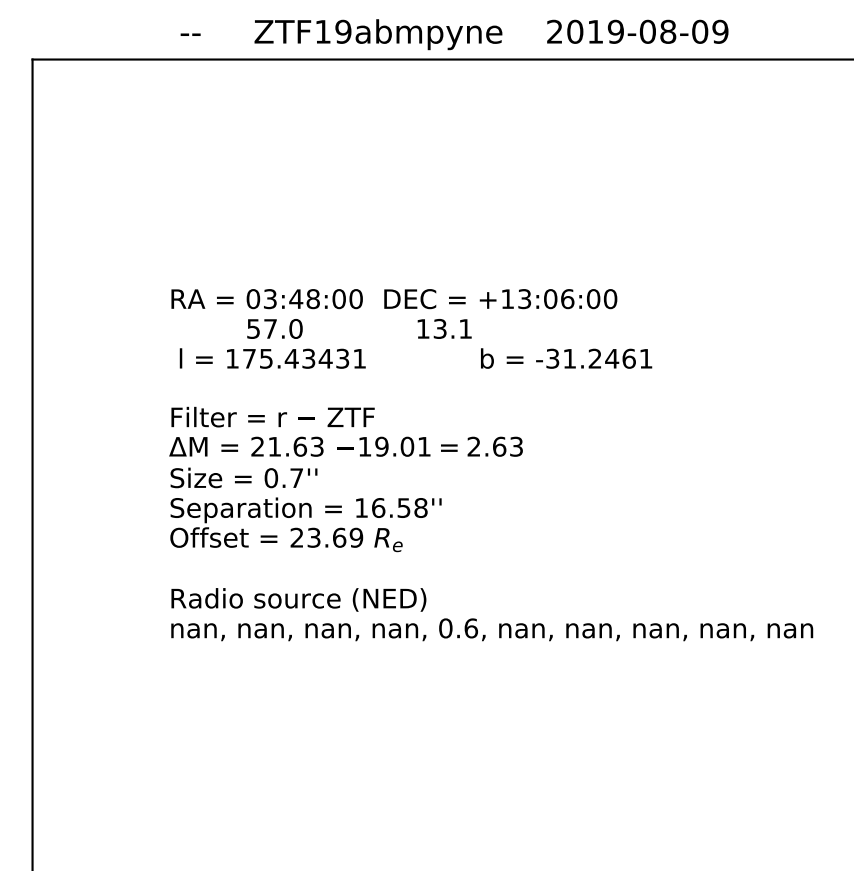 -- ZTF19abmpyne 2019-08-09
RA = 03:48:00 DEC = +13:06:00
57.0 13.1
l = 175.43431 b = -31.2461
Filter = r − ZTF
ΔM = 21.63 −19.01 = 2.63
Size = 0.7''
Separation = 16.58''
Offset = 23.69 Re
Radio source (NED)
nan, nan, nan, nan, 0.6, nan, nan, nan, nan, nan